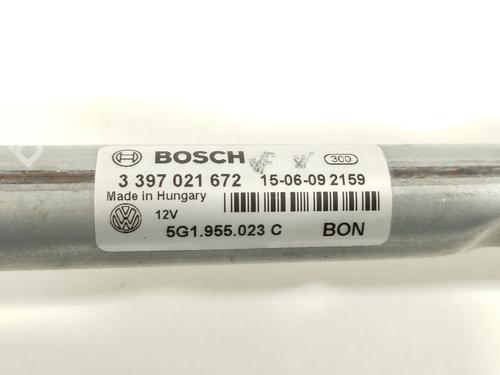 BOSCH 300
3 397 021 672 15-06-09 2159
Made in Hungary
12V
5G1.955.023 C BON